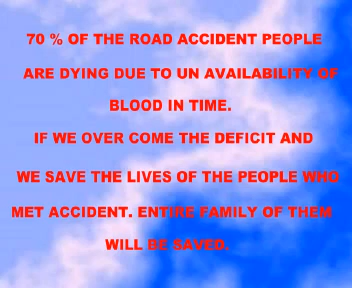 70 % OF THE ROAD ACCIDENT PEOPLE
ARE DYING DUE TO UN AVAILABILITY OF
BLOOD IN TIME.
IF WE OVER COME THE DEFICIT AND
WE SAVE THE LIVES OF THE PEOPLE WHO
MET ACCIDENT. ENTIRE FAMILY OF THEM
WILL BE SAVED.